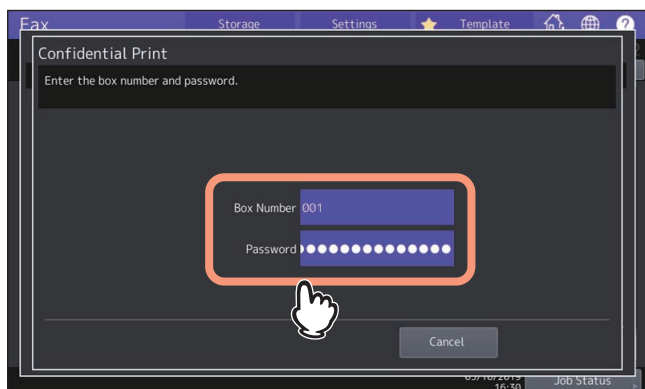 Fax Storage Settings Template
Confidential Print
Enter the box number and password.
Box Number 001
Password ●●●●●●●●●●●●●
Cancel
16:30 Job Status